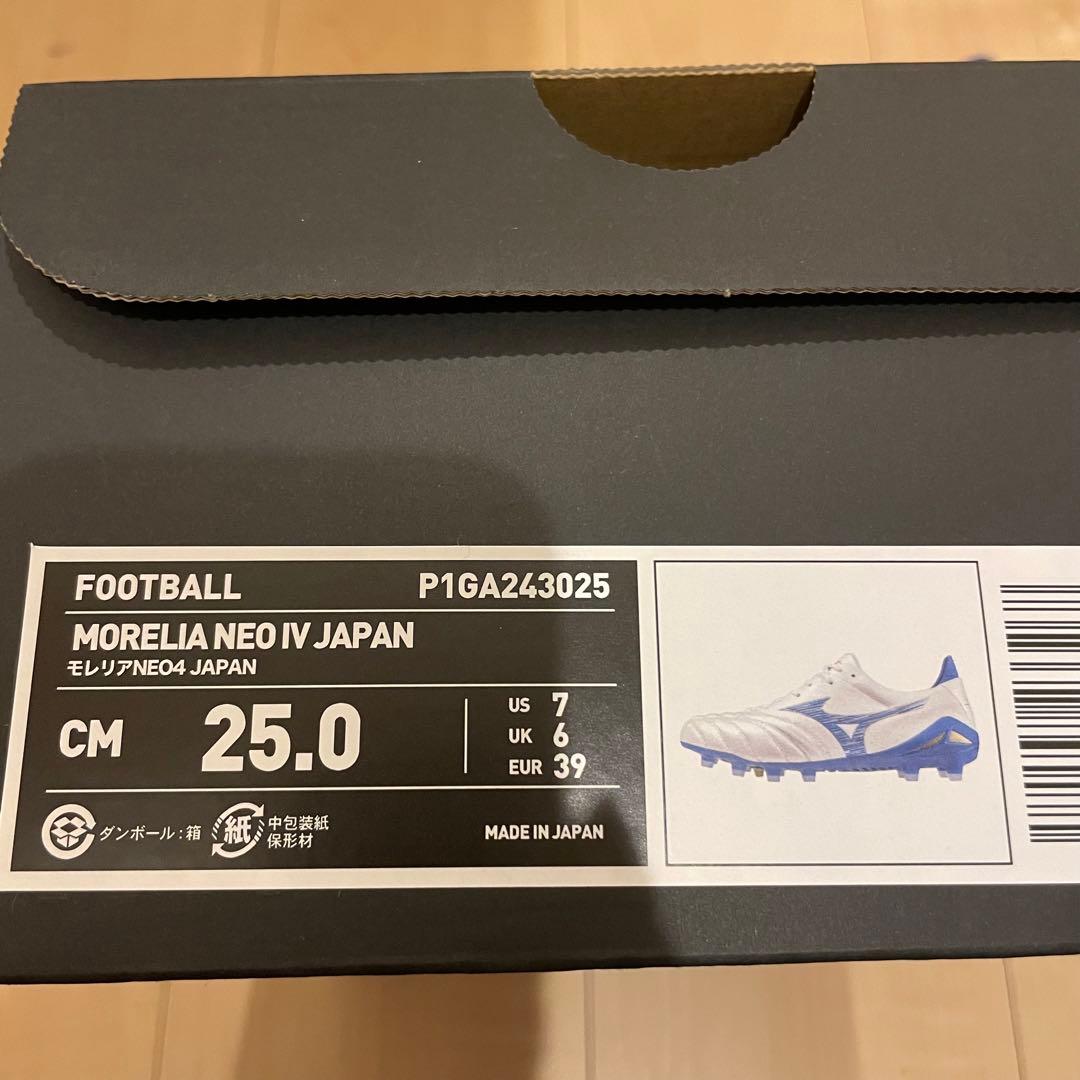 FOOTBALL P1GA243025
MORELIA NEO IV JAPAN
モレリアNEO4 JAPAN
CM 25.0
US 7
UK 6
EUR 39
ダンボール:箱
紙 中包装紙
保形材
MADE IN JAPAN